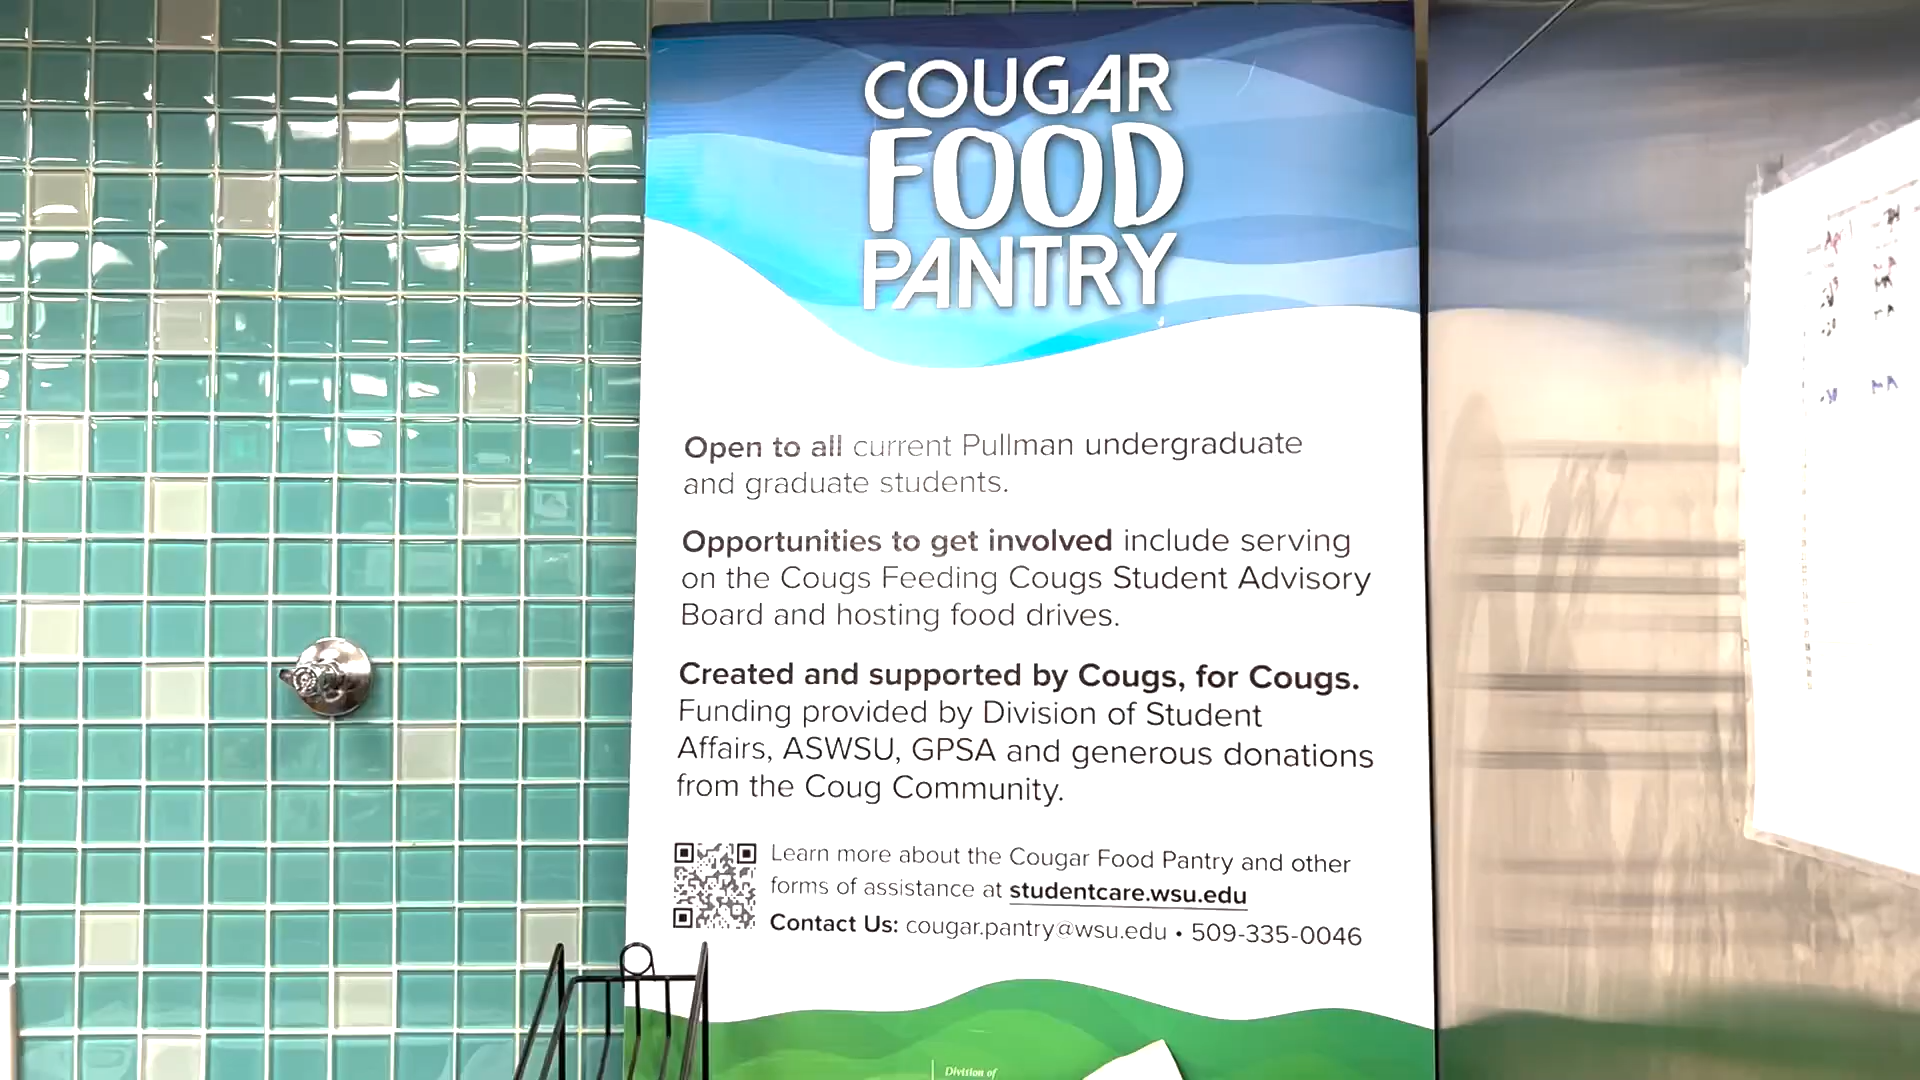 COUGAR
FOOD
PANTRY
Open to all current Pullman undergraduate
and graduate students.
Opportunities to get involved include serving
on the Cougs Feeding Cougs Student Advisory
Board and hosting food drives.
Created and supported by Cougs, for Cougs.
Funding provided by Division of Student
Affairs, ASWSU, GPSA and generous donations
from the Coug Community.
Learn more about the Cougar Food Pantry and other
forms of assistance at studentcare.wsu.edu
Contact Us: cougar.pantry@wsu.edu • 509-335-0046
Division of